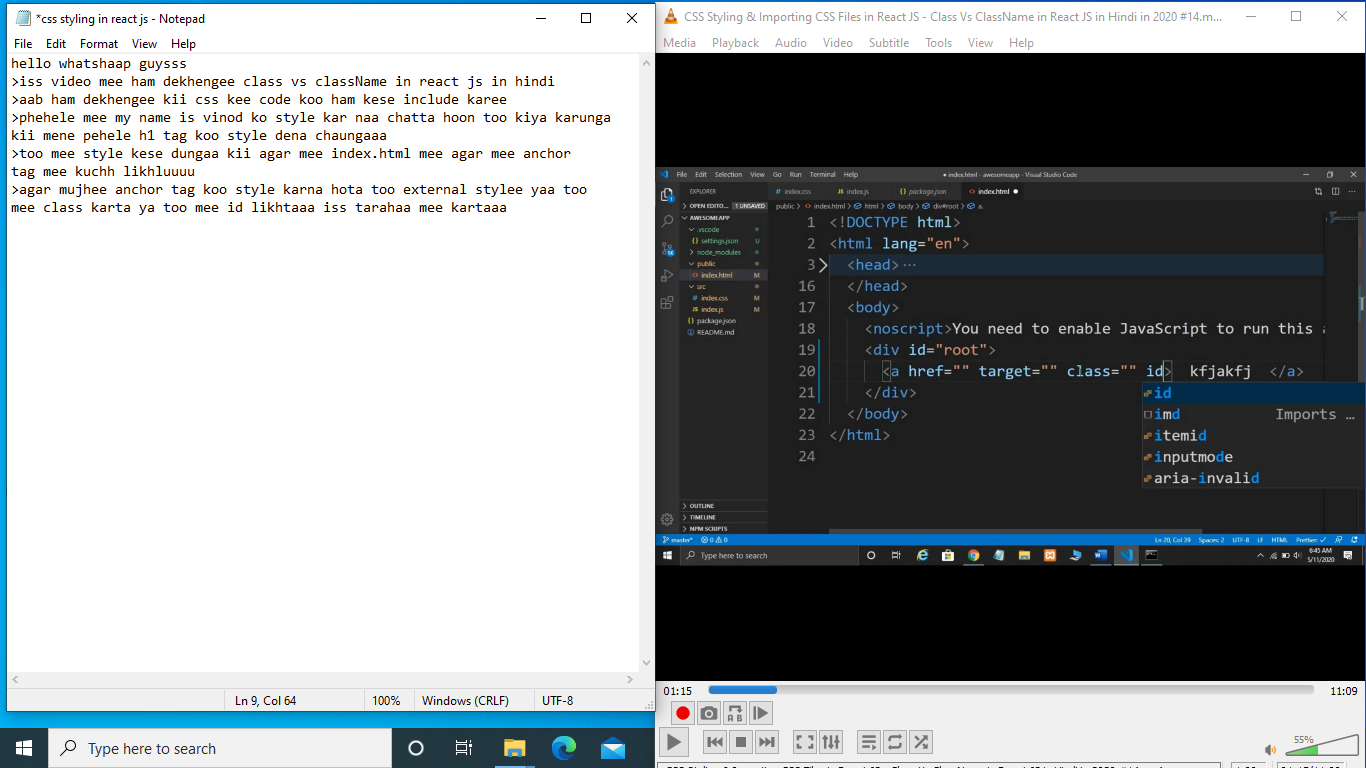 *css styling in react js - Notepad
File Edit Format View Help
hello whatshaap guysss
>iss video mee ham dekhengee class vs className in react js in hindi
>aab ham dekhengee kii css kee code koo ham kese include karee
>phehele mee my name is vinod ko style kar naa chatta hoon too kiya karunga
kii mene pehele h1 tag koo style dena chaungaaa
>too mee style kese dungaa kii agar mee index.html mee agar mee anchor
tag mee kuchh likhluuuu
>agar mujhee anchor tag koo style karna hota too external stylee yaa too
mee class karta ya too mee id likhtaaa iss tarahaa mee kartaaa
Ln 9, Col 64 100% Windows (CRLF) UTF-8
Type here to search
CSS Styling & Importing CSS Files in React JS - Class Vs ClassName in React JS in Hindi in 2020 #14.m...
Media Playback Audio Video Subtitle Tools View Help
File Edit Selection View Go Run Terminal Help
● index.html - awesomeapp - Visual Studio Code
EXPLORER
# index.css JS index.js {} package.json <> index.html ●
> OPEN EDITO... 1 UNSAVED
public > <> index.html > html > body > div#root > a.
AWESOMEAPP
.vscode
{} settings.json U
> node_modules
public
<> index.html M
src
# index.css M
JS index.js M
{} package.json
README.md
> OUTLINE
> TIMELINE
> NPM SCRIPTS
1 <!DOCTYPE html>
2 <html lang="en">
3 <head>…
16 </head>
17 <body>
18 <noscript>You need to enable JavaScript to run this a
19 <div id="root">
20 <a href="" target="" class="" id> kfjakfj </a>
21 </div>
22 </body>
23 </html>
24
id
imd Imports …
itemid
inputmode
aria-invalid
master* 0 0 Ln 20, Col 39 Spaces: 2 UTF-8 LF HTML Prettier: ✓
Type here to search
6:45 AM
5/11/2020
01:15 11:09
55%